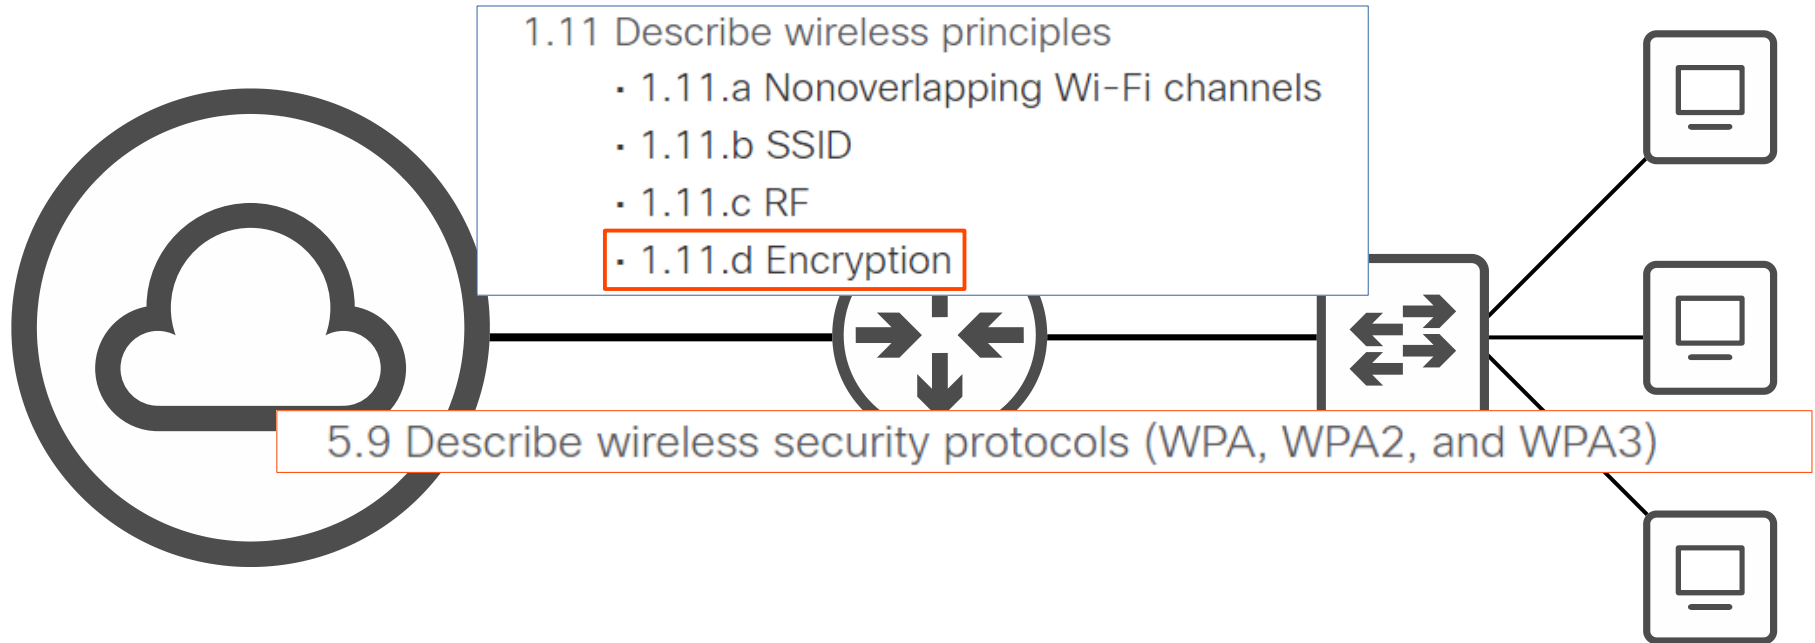 1.11 Describe wireless principles
· 1.11.a Nonoverlapping Wi-Fi channels
· 1.11.b SSID
· 1.11.c RF
· 1.11.d Encryption
5.9 Describe wireless security protocols (WPA, WPA2, and WPA3)